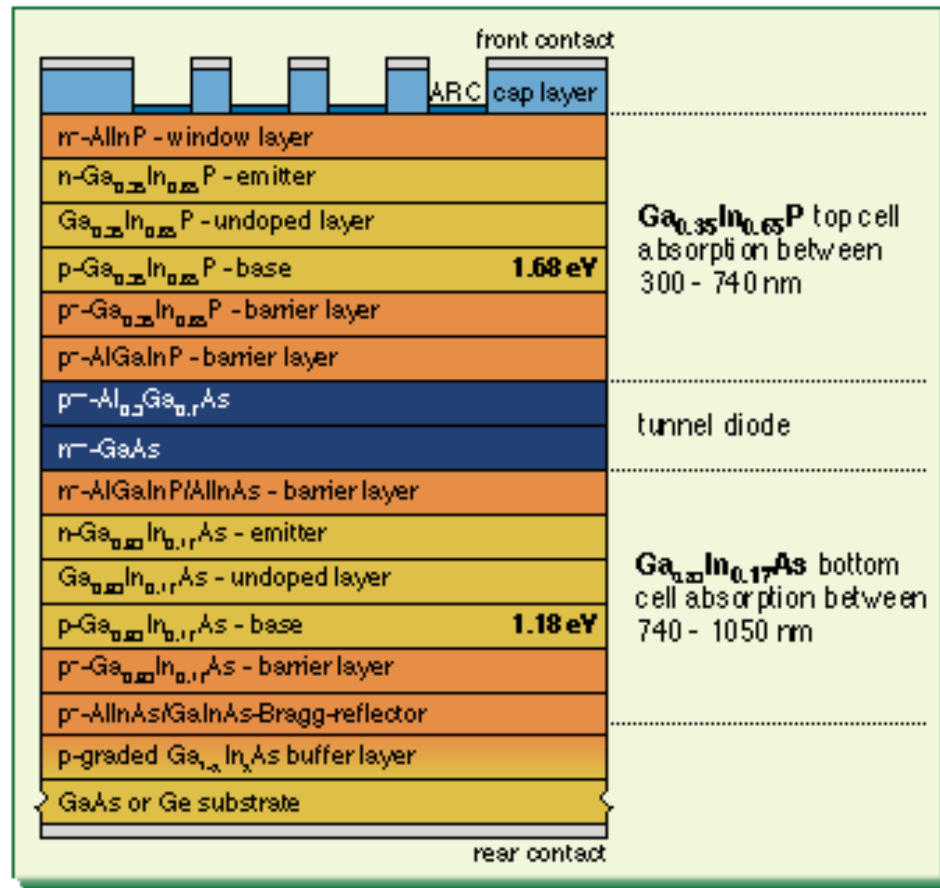 front contact
ARC cap layer
n⁺-AlInP - window layer
n-Ga₀.₃₅In₀.₆₅P - emitter
Ga₀.₃₅In₀.₆₅P - undoped layer
p-Ga₀.₃₅In₀.₆₅P - base 1.68 eV
p⁺-Ga₀.₃₅In₀.₆₅P - barrier layer
p⁺-AlGaInP - barrier layer
Ga₀.₃₅In₀.₆₅P top cell
absorption between
300 - 740 nm
p⁺⁺-Al₀.₃Ga₀.₇As
n⁺⁺-GaAs
tunnel diode
n⁺-AlGaInP/AlInAs - barrier layer
n-Ga₀.₈₃In₀.₁₇As - emitter
Ga₀.₈₃In₀.₁₇As - undoped layer
p-Ga₀.₈₃In₀.₁₇As - base 1.18 eV
p⁺-Ga₀.₈₃In₀.₁₇As - barrier layer
p⁺-AlInAs/GaInAs-Bragg-reflector
Ga₀.₈₃In₀.₁₇As bottom
cell absorption between
740 - 1050 nm
p-graded Ga₁₋ₓInₓAs buffer layer
GaAs or Ge substrate
rear contact